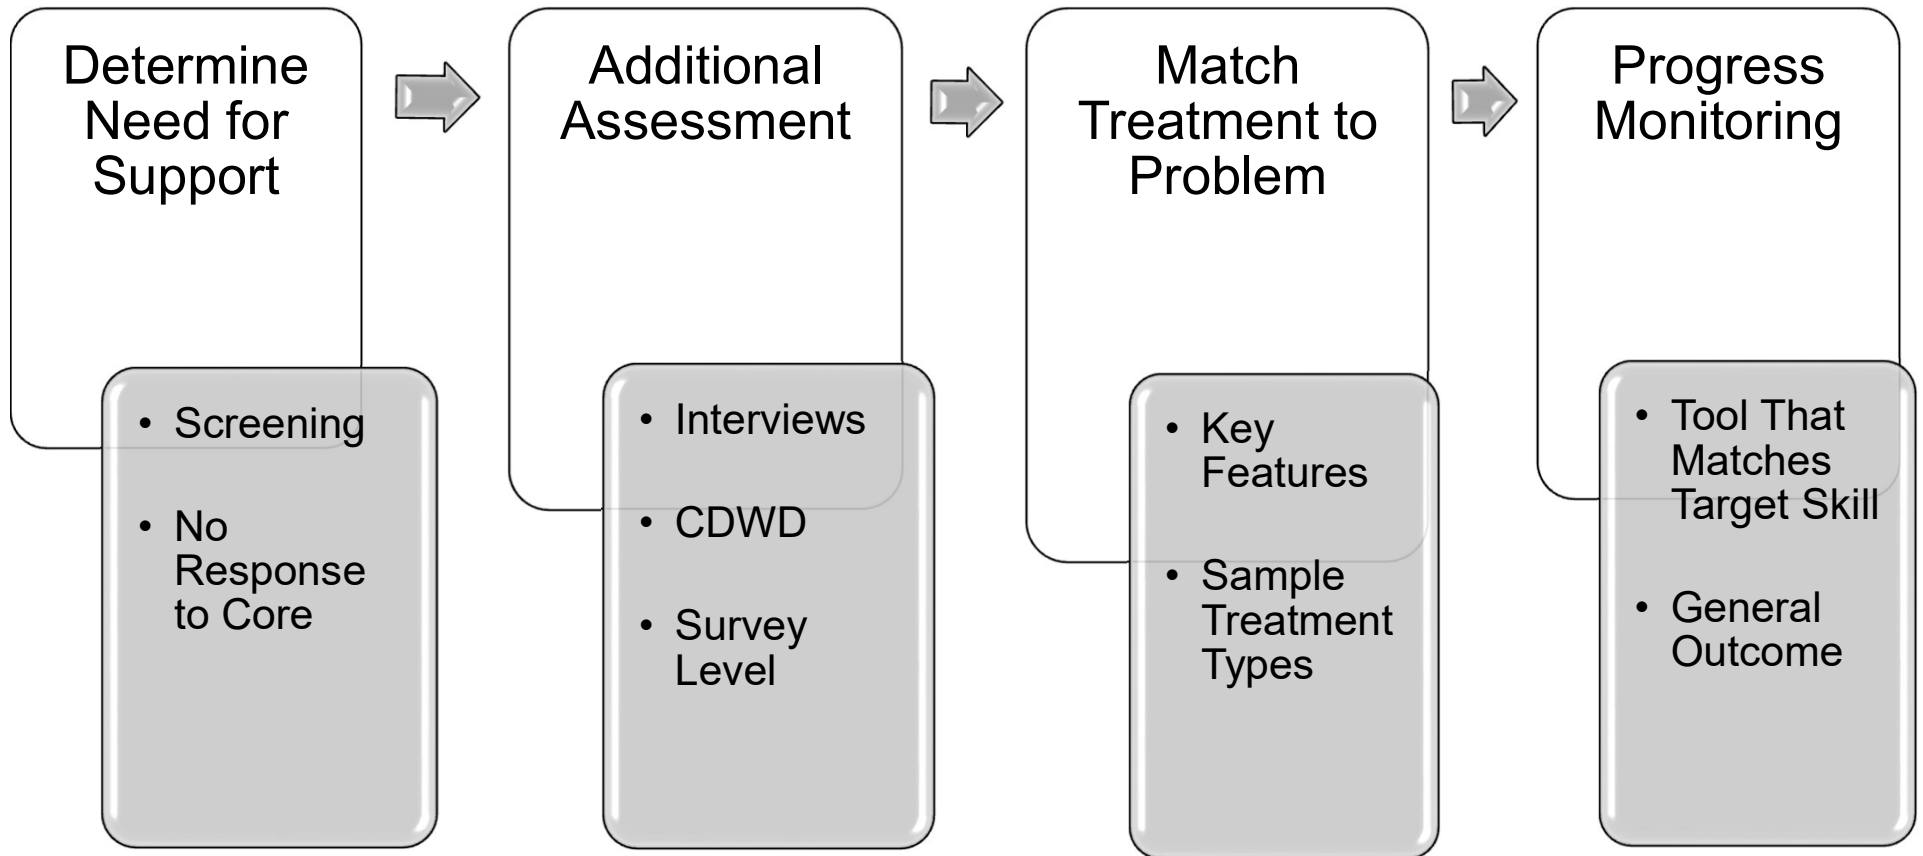 Determine
Need for
Support
• Screening
• No
Response
to Core
Additional
Assessment
• Interviews
• CDWD
• Survey
Level
Match
Treatment to
Problem
• Key
Features
• Sample
Treatment
Types
Progress
Monitoring
• Tool That
Matches
Target Skill
• General
Outcome